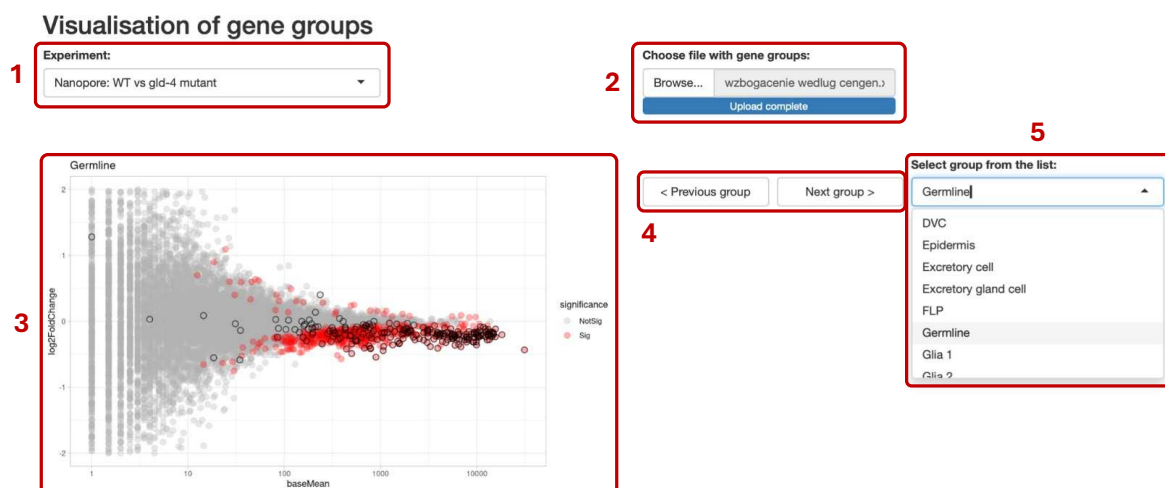 Visualisation of gene groups
1
Experiment:
Nanopore: WT vs gld-4 mutant
2
Choose file with gene groups:
Browse... wzbogacenie wedlug cengen.x
Upload complete
3
Germline
log2FoldChange
2
1
0
-1
-2
1 10 100 1000 10000
baseMean
significance
NotSig
Sig
< Previous group Next group >
4
5
Select group from the list:
Germline
DVC
Epidermis
Excretory cell
Excretory gland cell
FLP
Germline
Glia 1
Glia 2